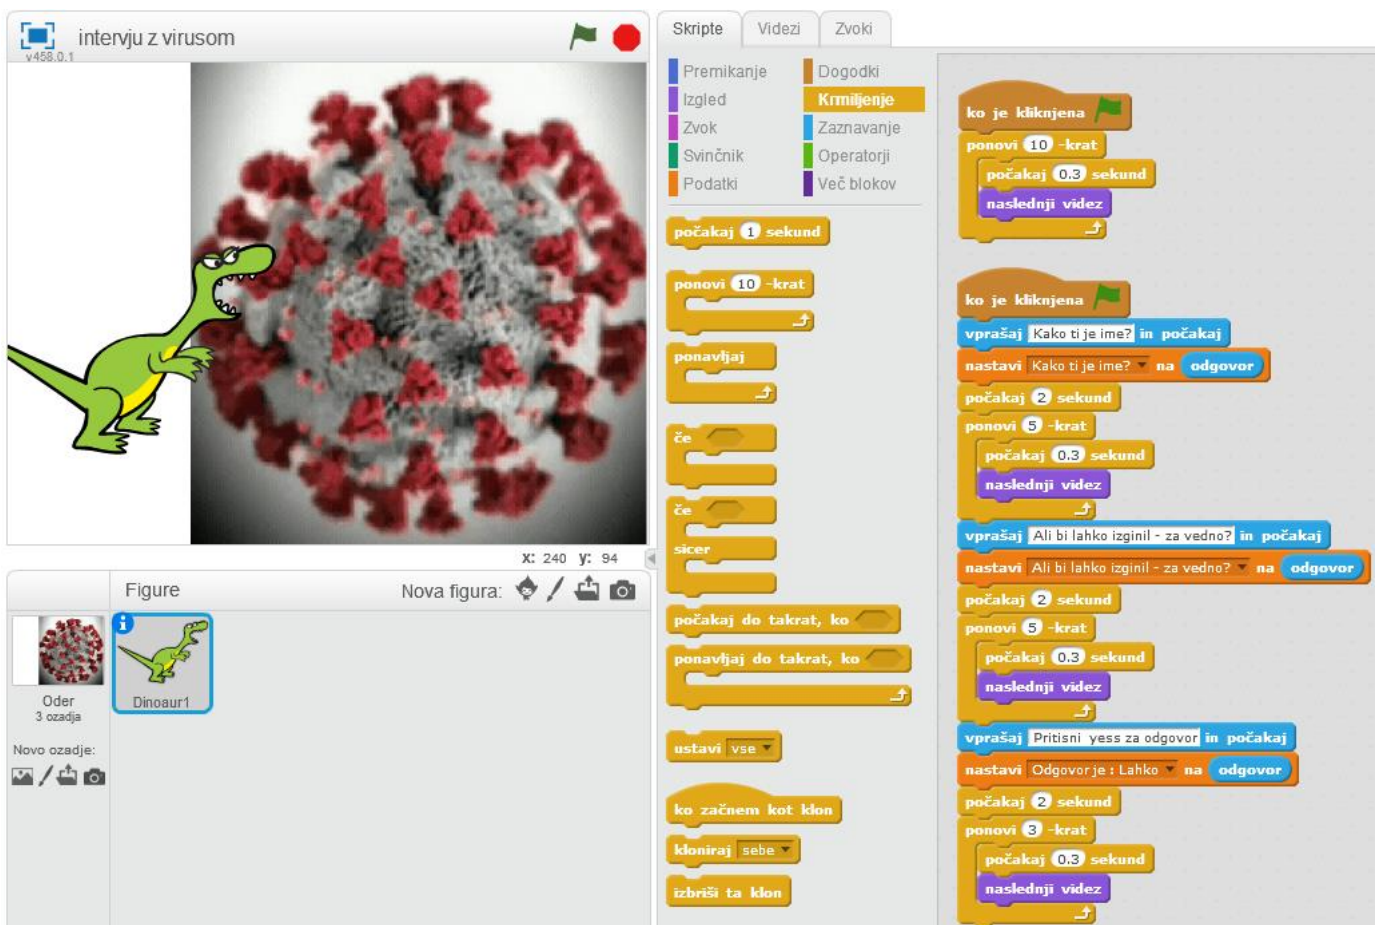 intervju z virusom
v458.0.1
x: 240 y: 94
Figure
Nova figura:
Oder
3 ozadja
Novo ozadje:
Dinoaur1
Skripte
Videzi
Zvoki
Premikanje
Dogodki
Izgled
Krmiljenje
Zvok
Zaznavanje
Svinčnik
Operatorji
Podatki
Več blokov
počakaj 1 sekund
ponovi 10 -krat
ponavljaj
če
če
sicer
počakaj do takrat, ko
ponavljaj do takrat, ko
ustavi vse
ko začnem kot klon
kloniraj sebe
izbriši ta klon
ko je kliknjena
ponovi 10 -krat
počakaj 0.3 sekund
naslednji videz
ko je kliknjena
vprašaj Kako ti je ime? in počakaj
nastavi Kako ti je ime? na odgovor
počakaj 2 sekund
ponovi 5 -krat
počakaj 0.3 sekund
naslednji videz
vprašaj Ali bi lahko izginil - za vedno? in počakaj
nastavi Ali bi lahko izginil - za vedno? na odgovor
počakaj 2 sekund
ponovi 5 -krat
počakaj 0.3 sekund
naslednji videz
vprašaj Pritisni yess za odgovor in počakaj
nastavi Odgovor je : Lahko na odgovor
počakaj 2 sekund
ponovi 3 -krat
počakaj 0.3 sekund
naslednji videz